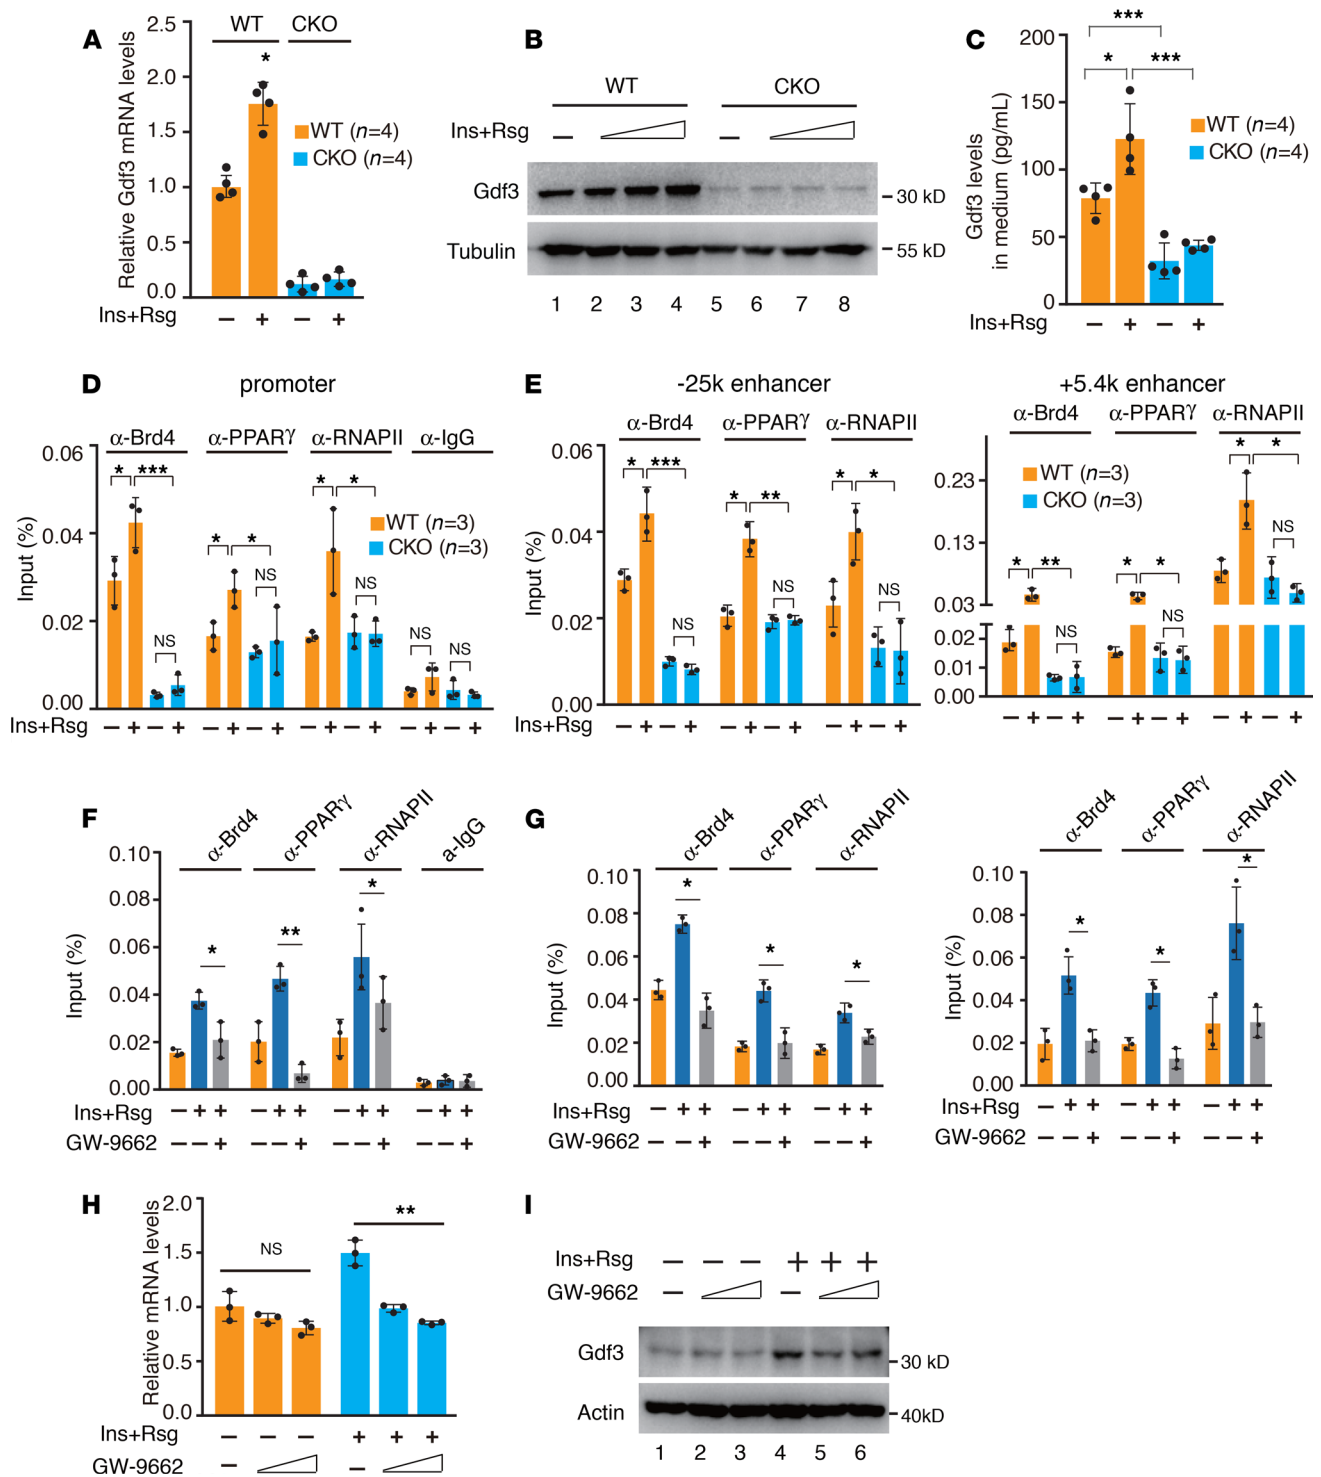 A
Relative Gdf3 mRNA levels
2.5
2.0
1.5
1.0
0.5
0.0
WT CKO
*
WT (n=4)
CKO (n=4)
Ins+Rsg − + − +
B
WT CKO
Ins+Rsg − −
Gdf3 30 kD
Tubulin 55 kD
1 2 3 4 5 6 7 8
C
Gdf3 levels
in medium (pg/mL)
200
150
100
50
0
***
* ***
WT (n=4)
CKO (n=4)
Ins+Rsg − + − +
D promoter
α-Brd4 α-PPARγ α-RNAPII α-IgG
Input (%)
0.06
0.04
0.02
0.00
* *** * * * *
NS NS NS NS NS
WT (n=3)
CKO (n=3)
Ins+Rsg − + − + − + − + − + − + − + − +
E -25k enhancer
α-Brd4 α-PPARγ α-RNAPII
Input (%)
0.06
0.04
0.02
0.00
* *** * ** * *
NS NS NS
Ins+Rsg − + − + − + − + − + − +
+5.4k enhancer
α-Brd4 α-PPARγ α-RNAPII
0.23
0.13
0.03
0.02
0.01
0.00
WT (n=3)
CKO (n=3)
* ** * * * *
NS NS NS
− + − + − + − + − + − +
F
α-Brd4 α-PPARγ α-RNAPII a-IgG
Input (%)
0.10
0.08
0.06
0.04
0.02
0.00
* ** *
Ins+Rsg − + + − + + − + + − + +
GW-9662 − − + − − + − − + − − +
G
α-Brd4 α-PPARγ α-RNAPII
Input (%)
0.10
0.08
0.06
0.04
0.02
0.00
* * *
Ins+Rsg − + + − + + − + +
GW-9662 − − + − − + − − +
α-Brd4 α-PPARγ α-RNAPII
Input (%)
0.10
0.08
0.06
0.04
0.02
0.00
* * *
Ins+Rsg − + + − + + − + +
GW-9662 − − + − − + − − +
H
Relative mRNA levels
2.0
1.5
1.0
0.5
0.0
NS **
Ins+Rsg − − − + + +
GW-9662 − −
I
Ins+Rsg − − − + + +
GW-9662 − −
Gdf3 30 kD
Actin 40kD
1 2 3 4 5 6